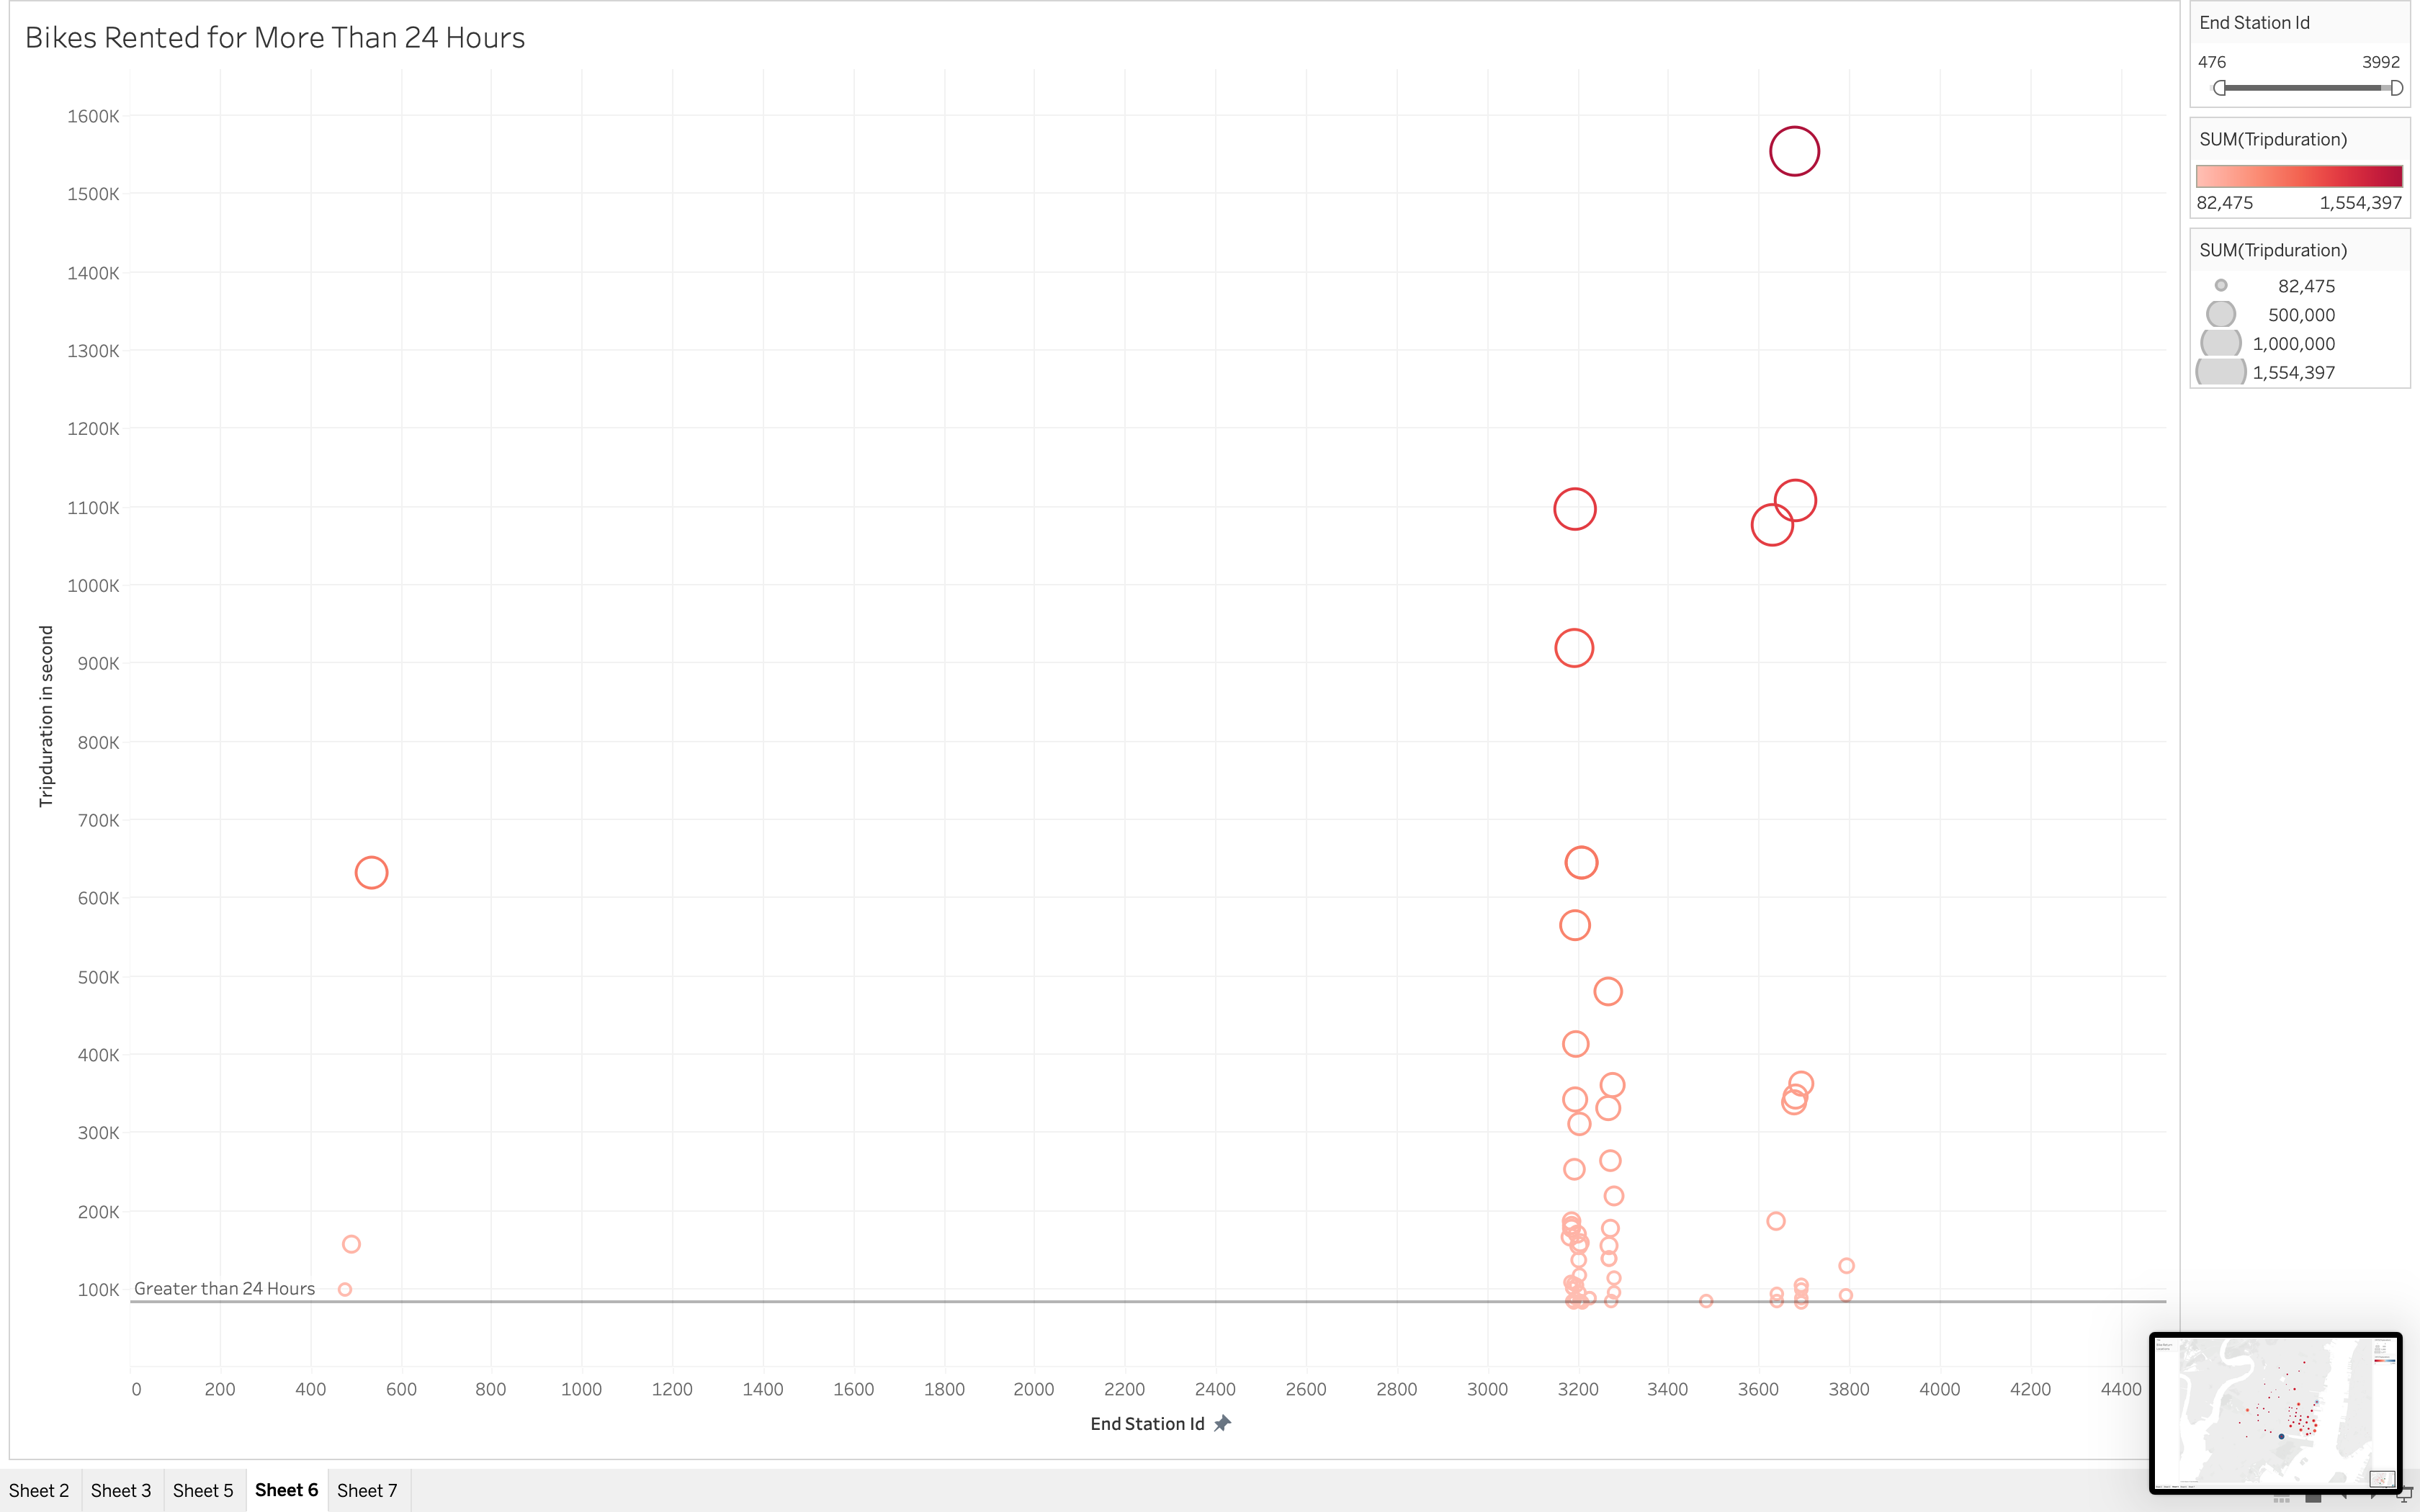 Bikes Rented for More Than 24 Hours
1600K
1500K
1400K
1300K
1200K
1100K
1000K
900K
800K
700K
600K
500K
400K
300K
200K
100K
Tripduration in second
Greater than 24 Hours
0 200 400 600 800 1000 1200 1400 1600 1800 2000 2200 2400 2600 2800 3000 3200 3400 3600 3800 4000 4200 4400
End Station Id
End Station Id
476 3992
SUM(Tripduration)
82,475 1,554,397
SUM(Tripduration)
82,475
500,000
1,000,000
1,554,397
Sheet 2 Sheet 3 Sheet 5 Sheet 6 Sheet 7